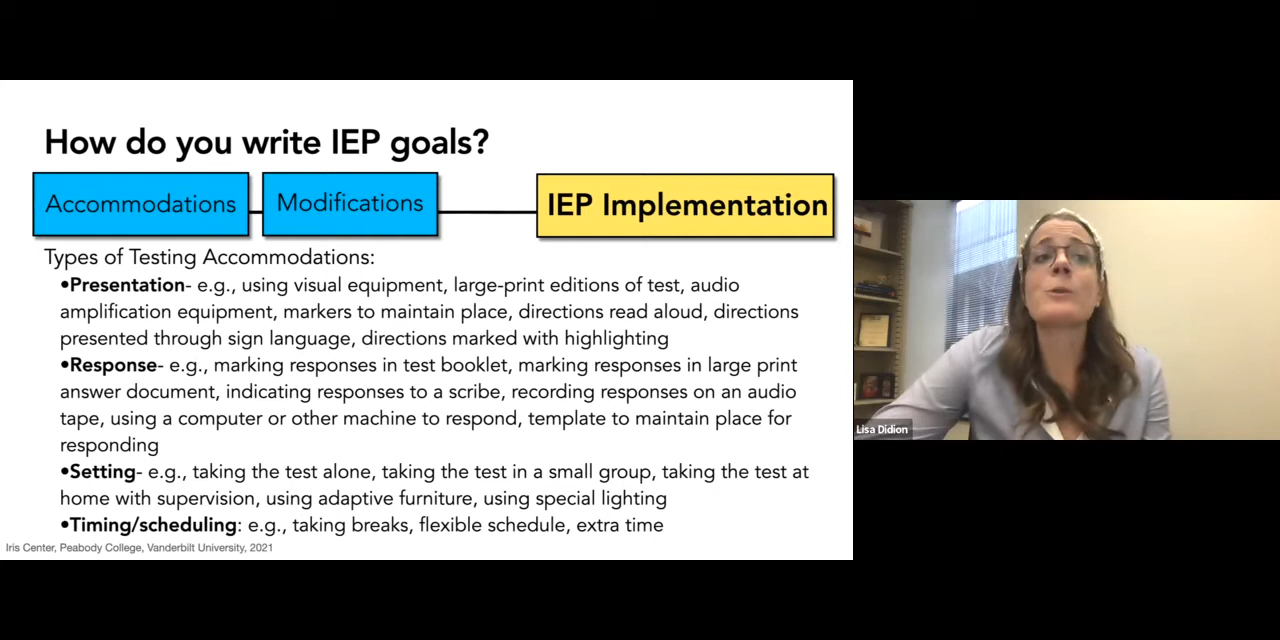 How do you write IEP goals?
Accommodations
Modifications
IEP Implementation
Types of Testing Accommodations:
•Presentation- e.g., using visual equipment, large-print editions of test, audio
amplification equipment, markers to maintain place, directions read aloud, directions
presented through sign language, directions marked with highlighting
•Response- e.g., marking responses in test booklet, marking responses in large print
answer document, indicating responses to a scribe, recording responses on an audio
tape, using a computer or other machine to respond, template to maintain place for
responding
•Setting- e.g., taking the test alone, taking the test in a small group, taking the test at
home with supervision, using adaptive furniture, using special lighting
•Timing/scheduling: e.g., taking breaks, flexible schedule, extra time
Iris Center, Peabody College, Vanderbilt University, 2021
Lisa Didion